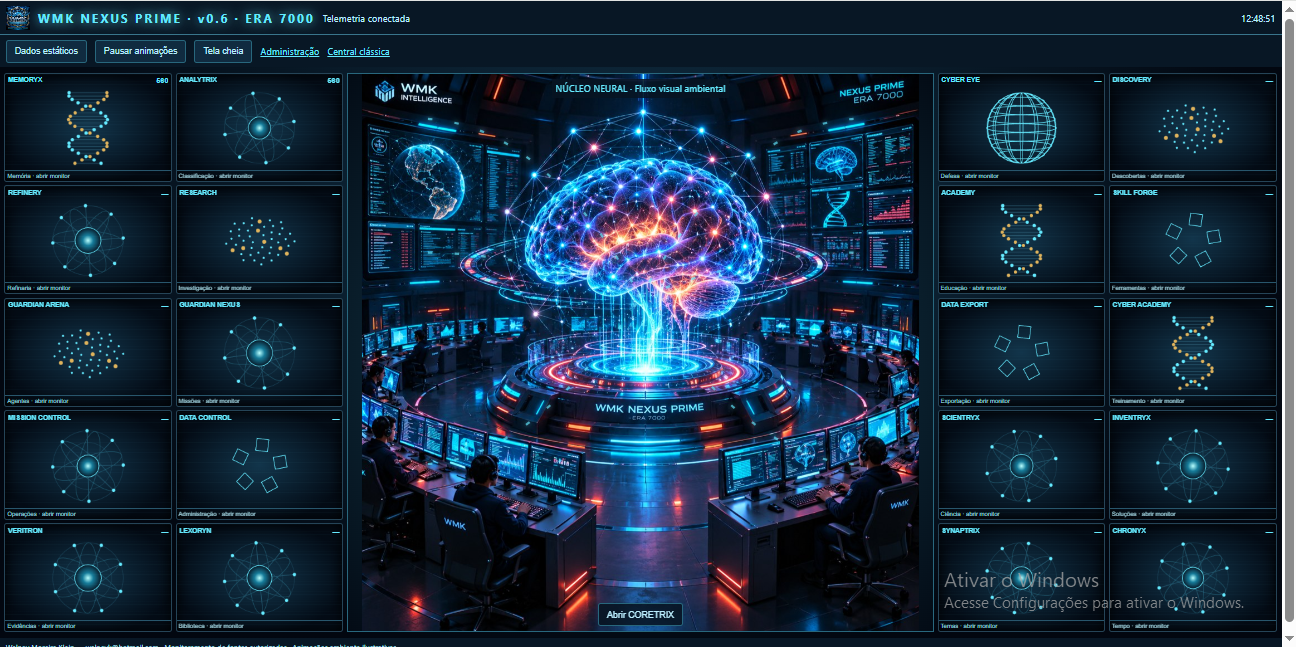 WMK NEXUS PRIME · v0.6 · ERA 7000 Telemetria conectada 12:48:51
Dados estáticos Pausar animações Tela cheia Administração Central clássica
MEMORYX 560
Memória · abrir monitor
ANALYTRIX 560
Classificação · abrir monitor
REFINERY —
Refinaria · abrir monitor
RESEARCH —
Investigação · abrir monitor
GUARDIAN ARENA —
Agentes · abrir monitor
GUARDIAN NEXUS —
Missões · abrir monitor
MISSION CONTROL —
Operações · abrir monitor
DATA CONTROL —
Administração · abrir monitor
VERITRON —
Evidências · abrir monitor
LEXORYN —
Biblioteca · abrir monitor
WMK
INTELLIGENCE
NÚCLEO NEURAL · Fluxo visual ambiental
NEXUS PRIME
ERA 7000
WMK NEXUS PRIME
ERA 7000
WMK
WMK
Abrir CORETRIX
CYBER EYE —
Defesa · abrir monitor
DISCOVERY —
Descobertas · abrir monitor
ACADEMY —
Educação · abrir monitor
SKILL FORGE —
Ferramentas · abrir monitor
DATA EXPORT —
Exportação · abrir monitor
CYBER ACADEMY —
Treinamento · abrir monitor
SCIENTRYX —
Ciência · abrir monitor
INVENTRYX —
Soluções · abrir monitor
SYNAPTRIX —
Temas · abrir monitor
CHRONYX —
Tempo · abrir monitor
Ativar o Windows
Acesse Configurações para ativar o Windows.